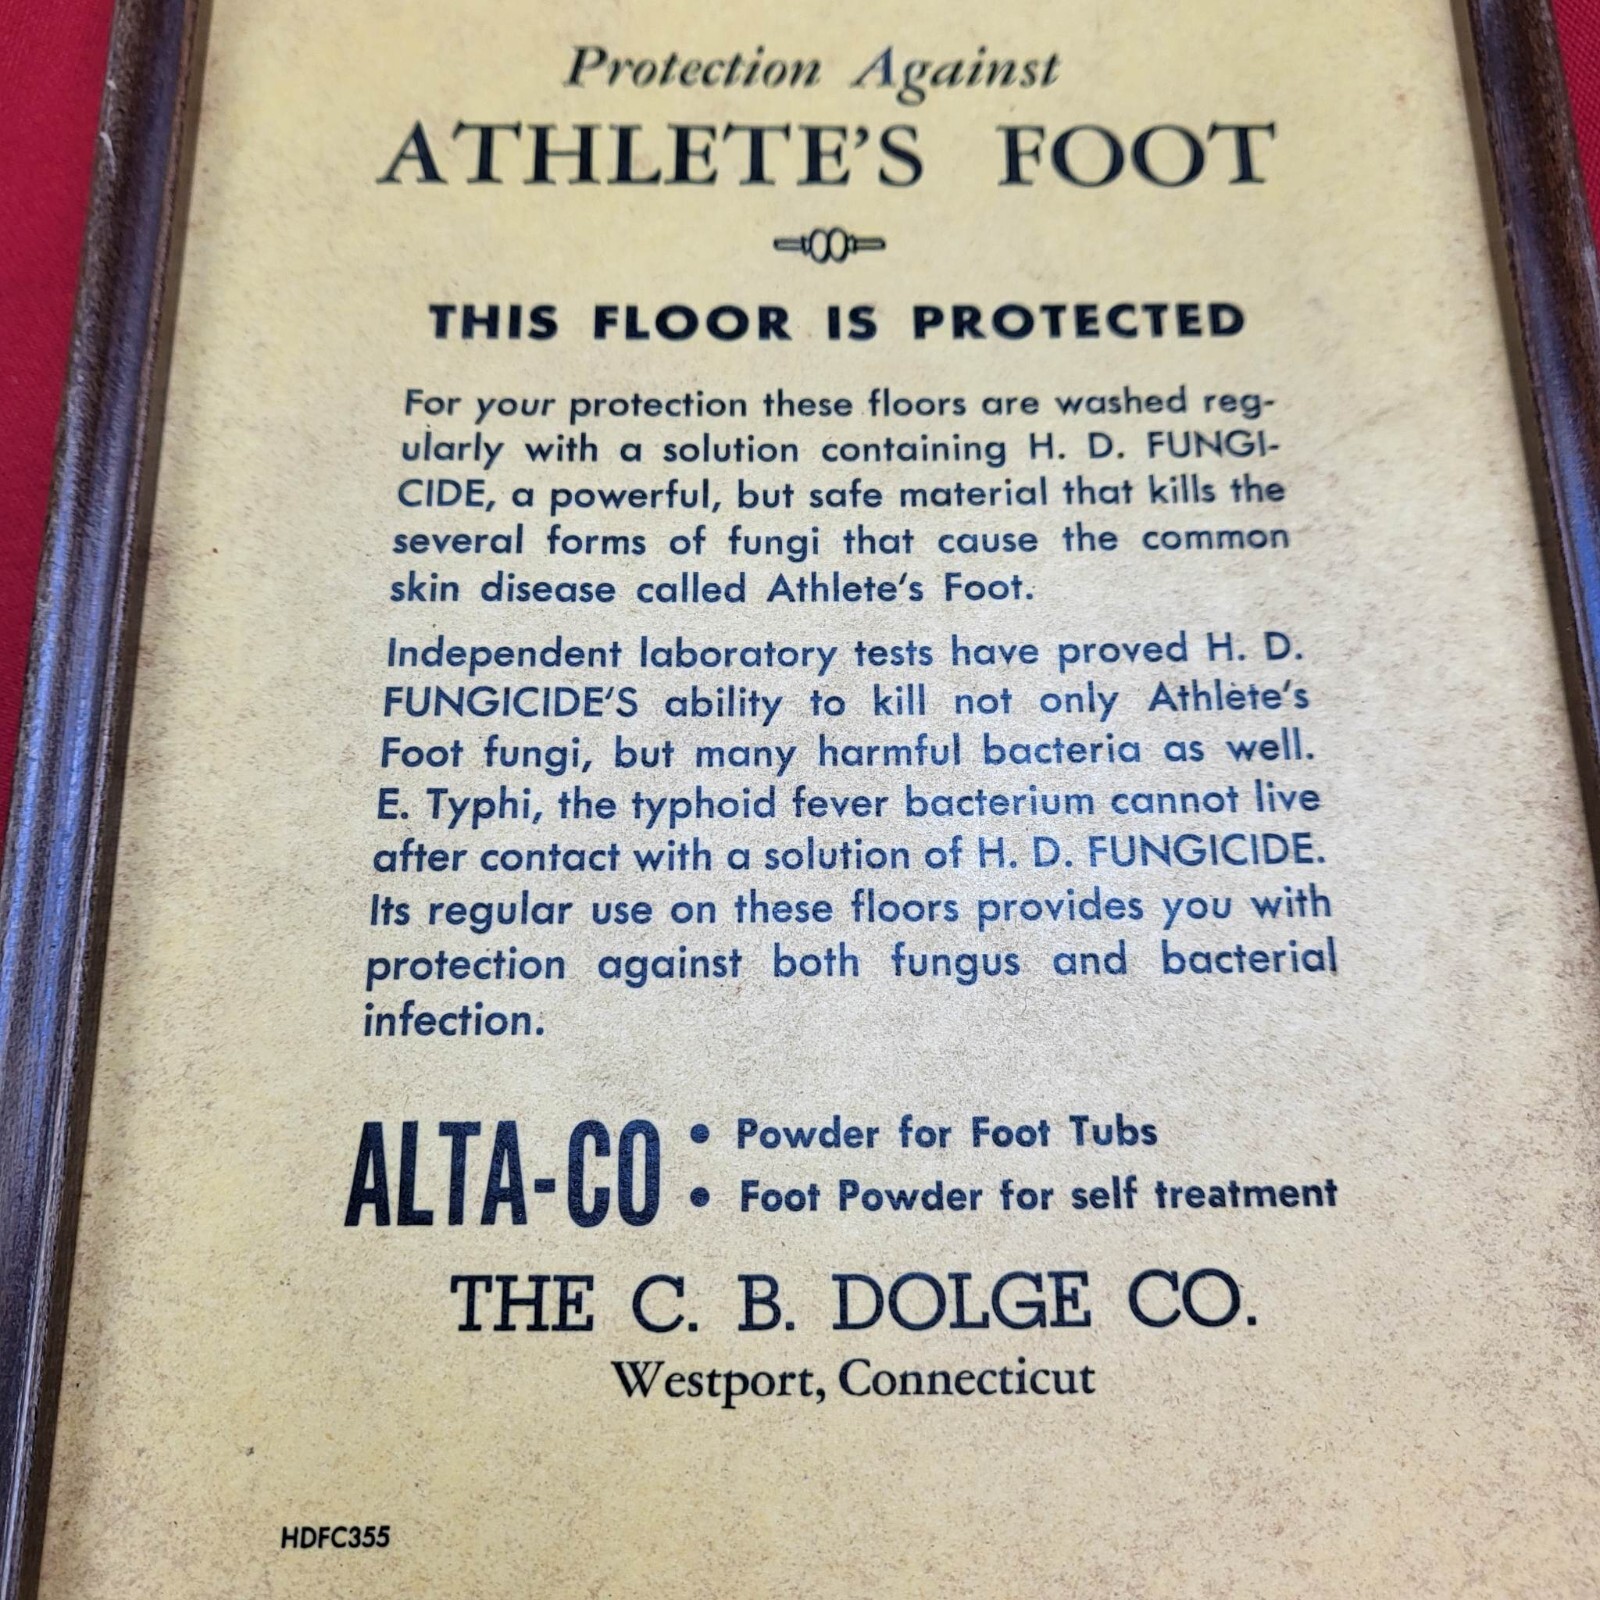 Protection Against
ATHLETE'S FOOT
THIS FLOOR IS PROTECTED
For your protection these floors are washed reg-
ularly with a solution containing H. D. FUNGI-
CIDE, a powerful, but safe material that kills the
several forms of fungi that cause the common
skin disease called Athlete's Foot.
Independent laboratory tests have proved H. D.
FUNGICIDE'S ability to kill not only Athlete's
Foot fungi, but many harmful bacteria as well.
E. Typhi, the typhoid fever bacterium cannot live
after contact with a solution of H. D. FUNGICIDE.
Its regular use on these floors provides you with
protection against both fungus and bacterial
infection.
ALTA-CO
• Powder for Foot Tubs
• Foot Powder for self treatment
THE C. B. DOLGE CO.
Westport, Connecticut
HDFC355